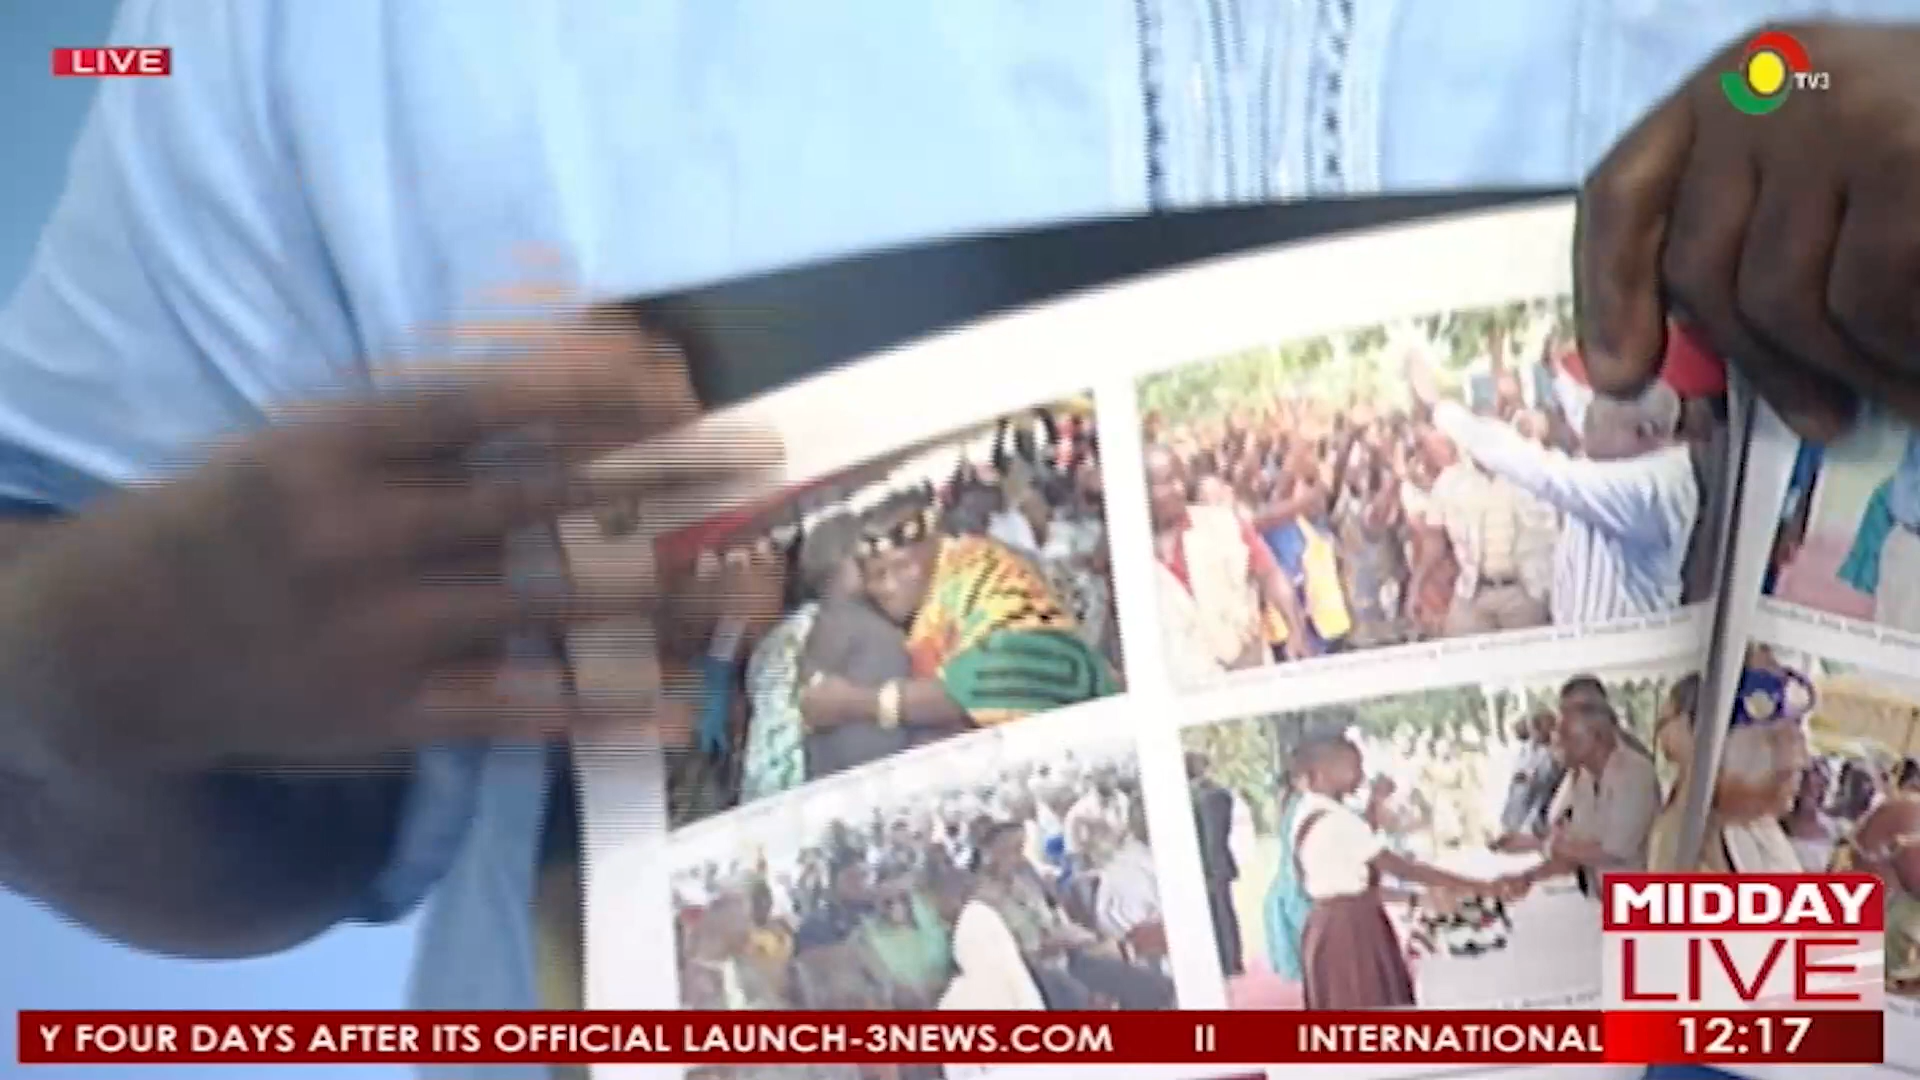 LIVE
TV3
MIDDAY
LIVE
Y FOUR DAYS AFTER ITS OFFICIAL LAUNCH-3NEWS.COM II INTERNATIONAL
12:17